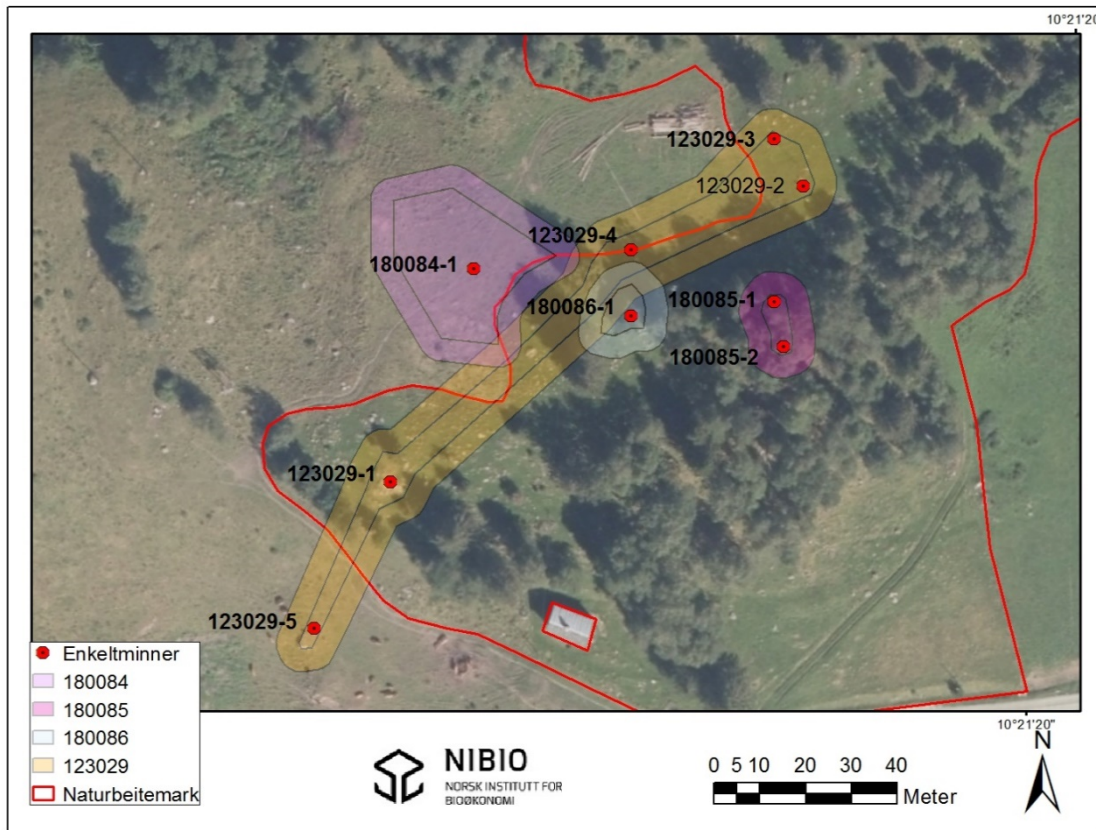 10°21'20
123029-3
123029-2
123029-4
180084-1
180086-1
180085-1
180085-2
123029-1
123029-5
Enkeltminner
180084
180085
180086
123029
Naturbeitemark
NIBIO
NORSK INSTITUTT FOR
BIOØKONOMI
0 5 10 20 30 40
Meter
10°21'20"
N